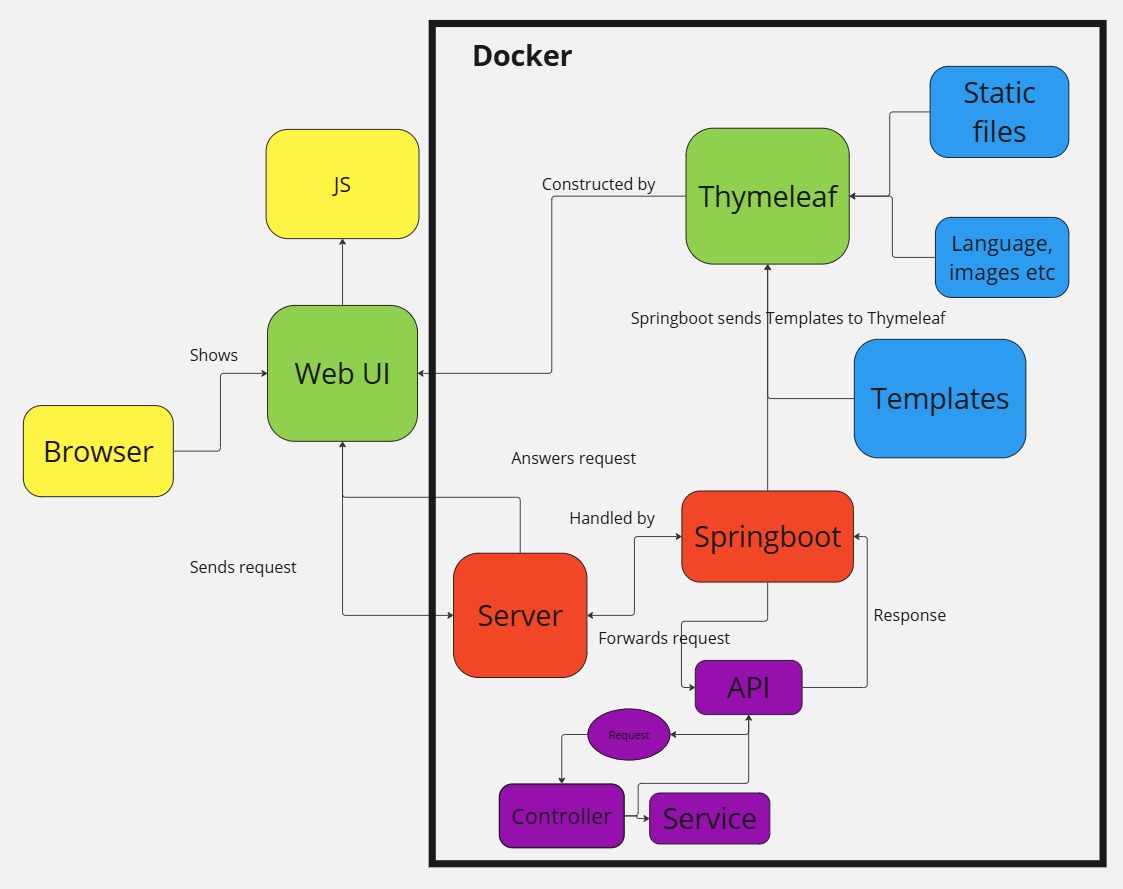 Docker
Static
files
JS
Constructed by
Thymeleaf
Language,
images etc
Springboot sends Templates to Thymeleaf
Shows
Web UI
Templates
Browser
Answers request
Handled by
Springboot
Sends request
Server
Response
Forwards request
API
Request
Controller
Service